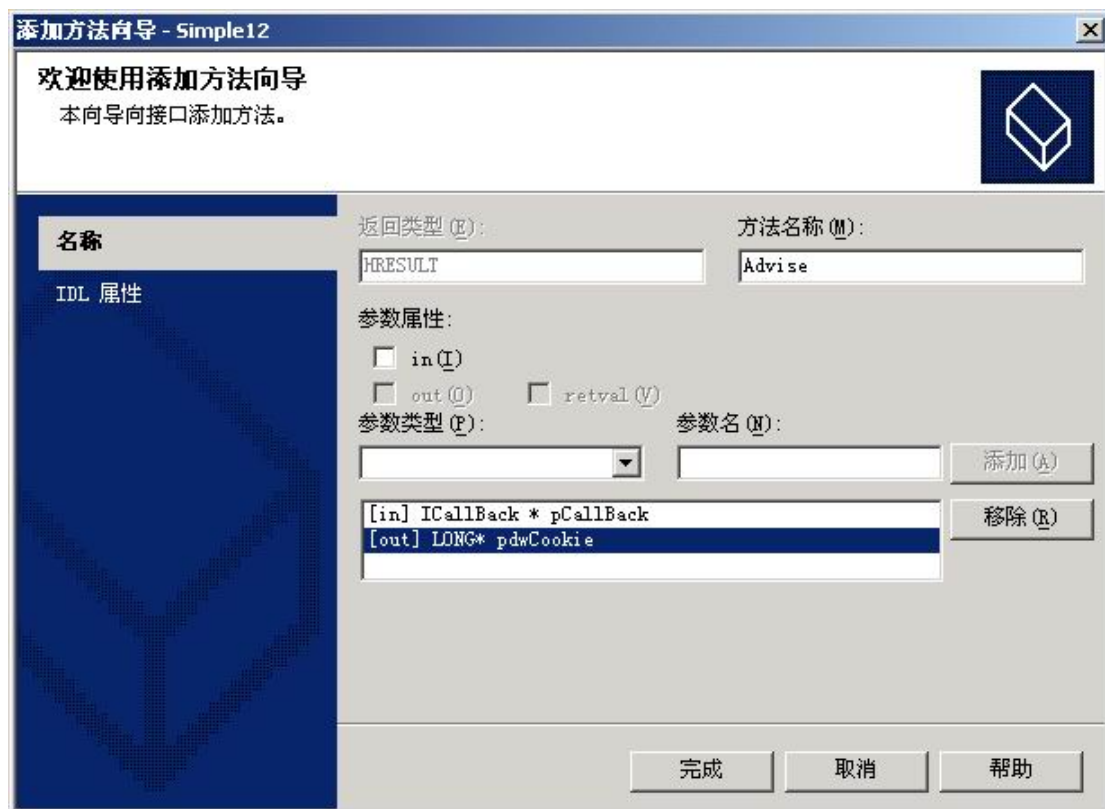 添加方法向导 - Simple12
欢迎使用添加方法向导
本向导向接口添加方法。
名称
IDL 属性
返回类型(E):
方法名称(M):
HRESULT
Advise
参数属性:
in(I)
out(O)
retval(V)
参数类型(P):
参数名(N):
添加(A)
[in] ICallBack * pCallBack
[out] LONG* pdwCookie
移除(R)
完成
取消
帮助